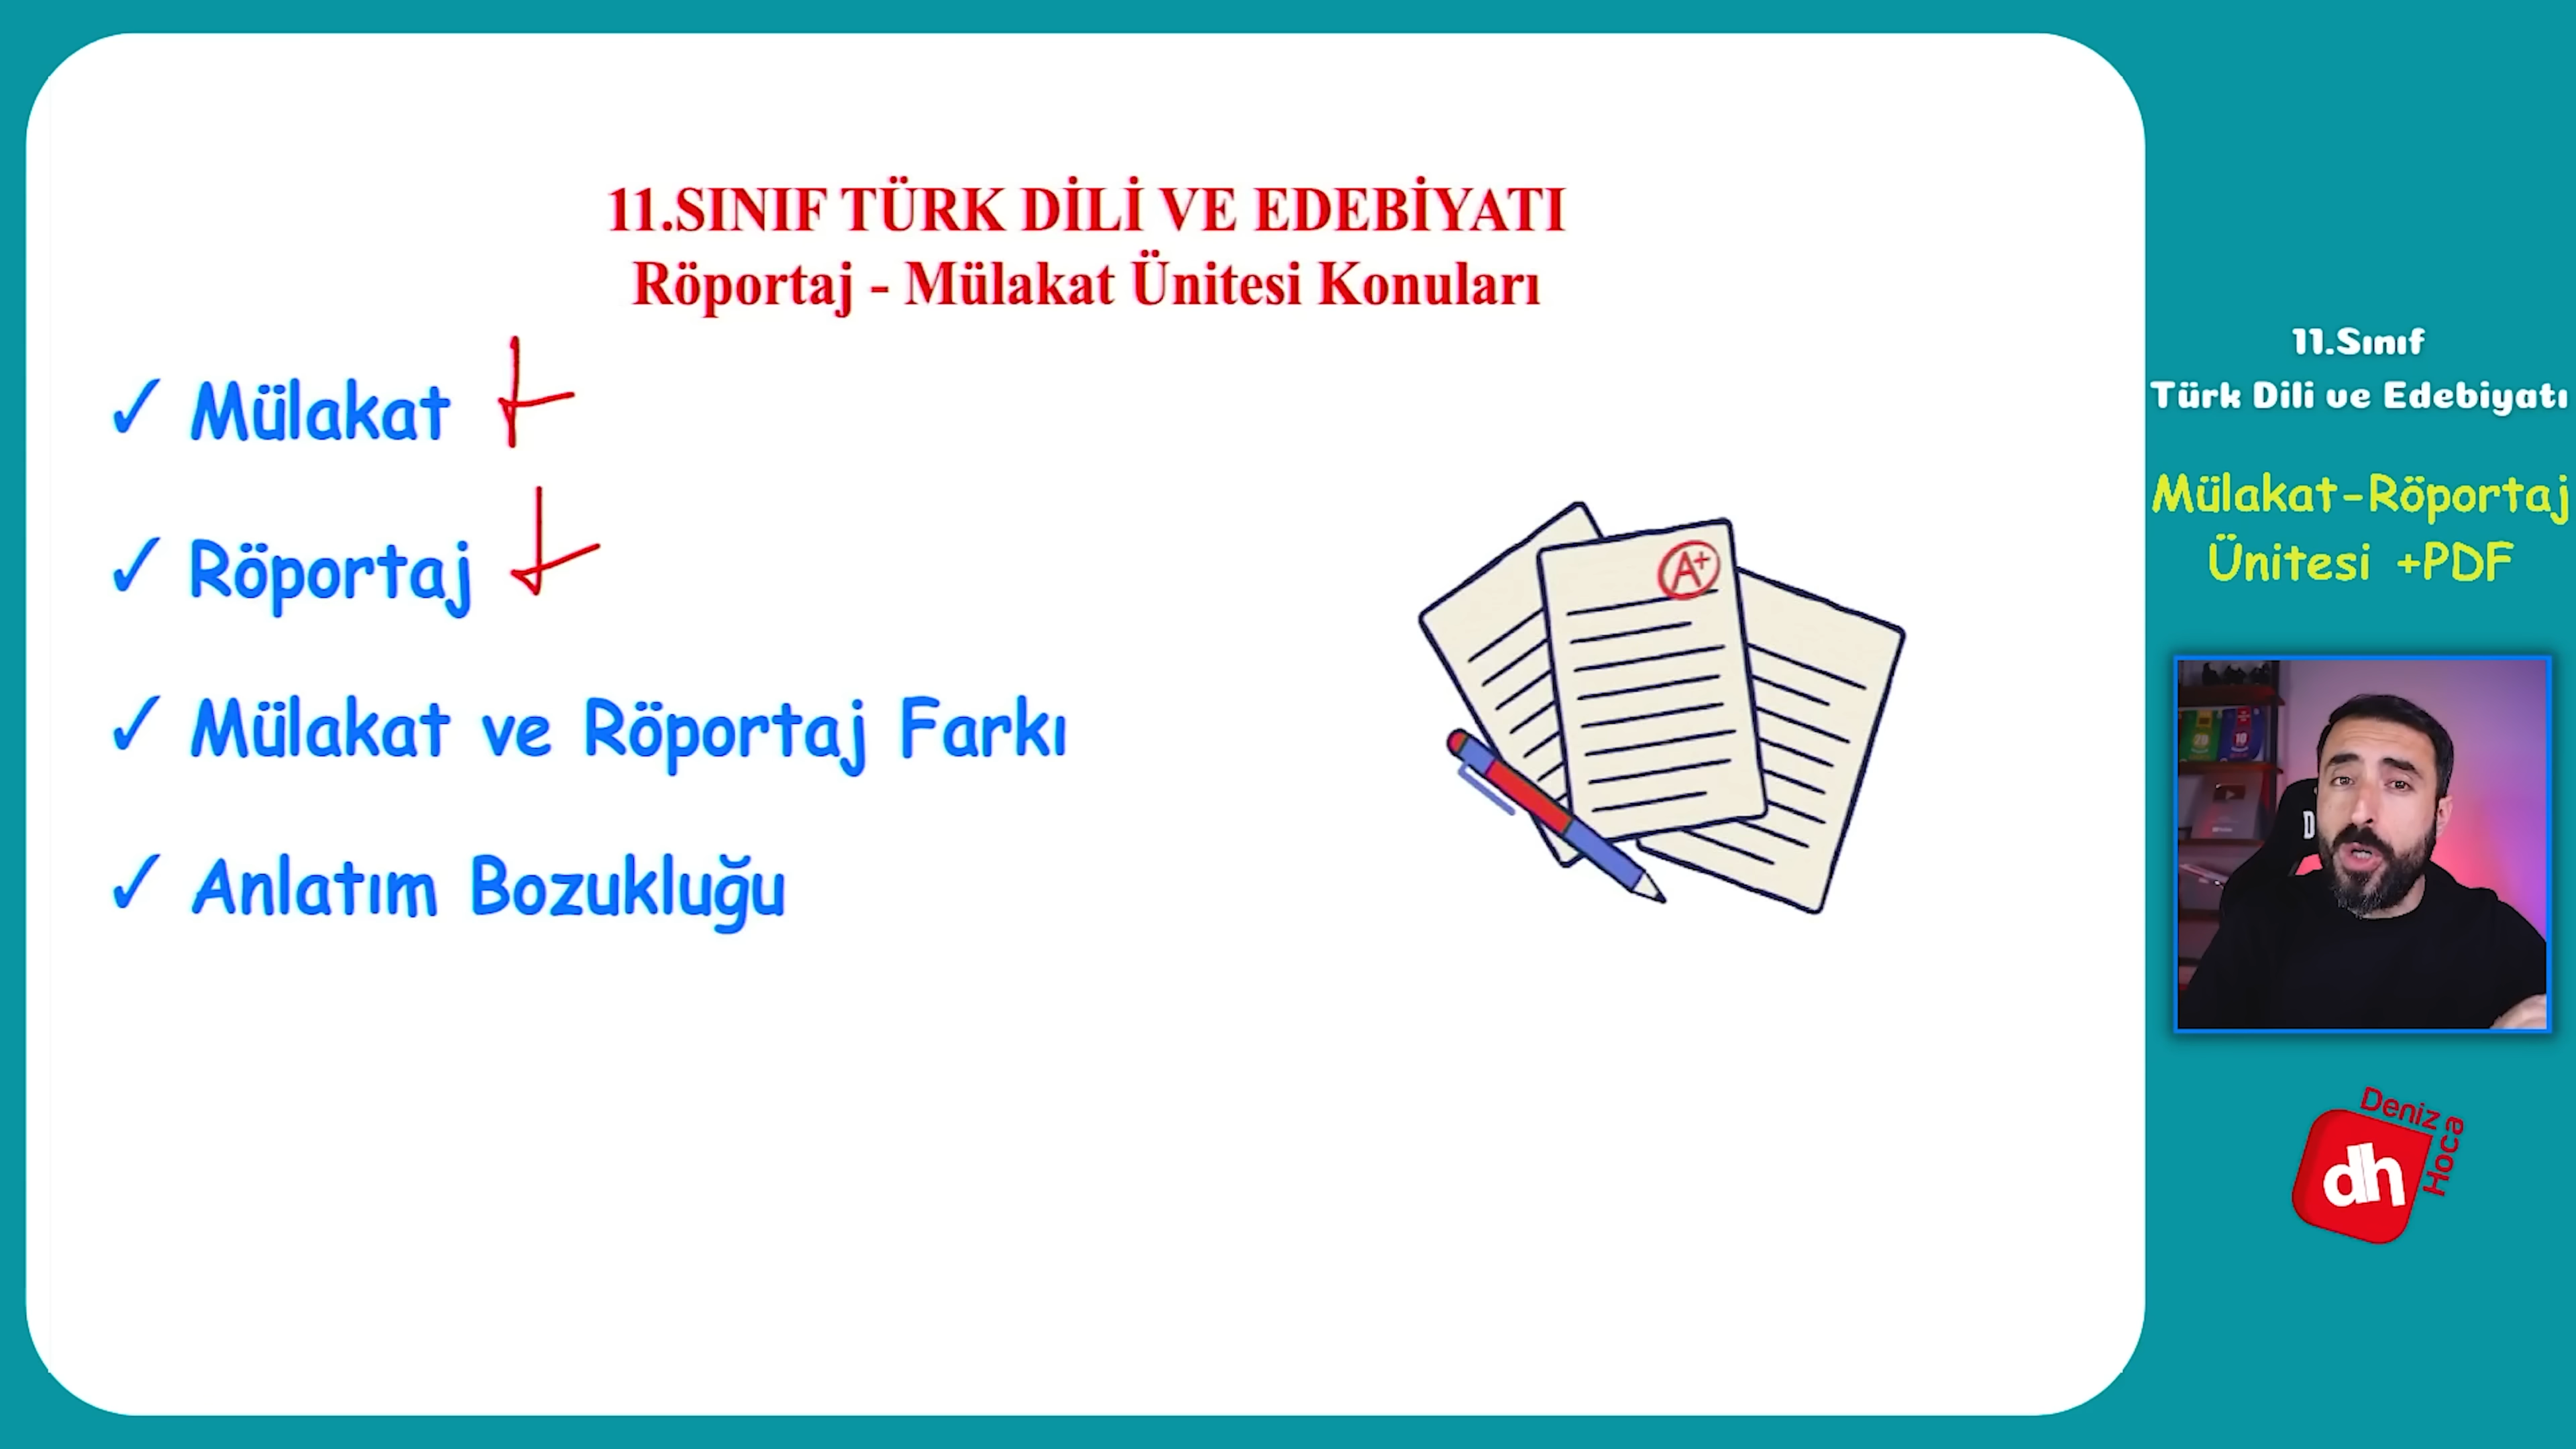 11.SINIF TÜRK DİLİ VE EDEBİYATI
Röportaj - Mülakat Ünitesi Konuları
✓ Mülakat
✓ Röportaj
✓ Mülakat ve Röportaj Farkı
✓ Anlatım Bozukluğu
A+
11.Sınıf
Türk Dili ve Edebiyatı
Mülakat-Röportaj
Ünitesi +PDF
D
Deniz
Hoca
dh